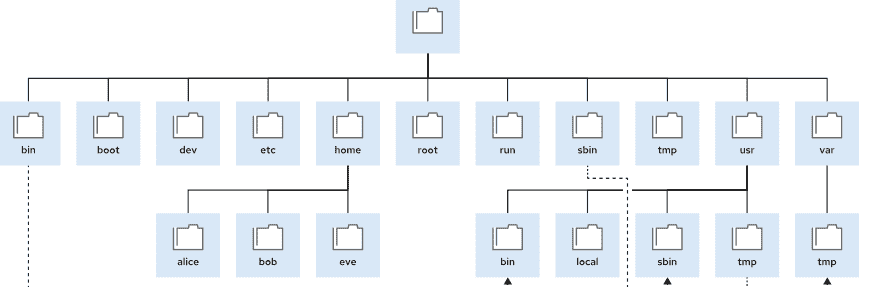 bin
boot
dev
etc
home
root
run
sbin
tmp
usr
var
alice
bob
eve
bin
local
sbin
tmp
tmp